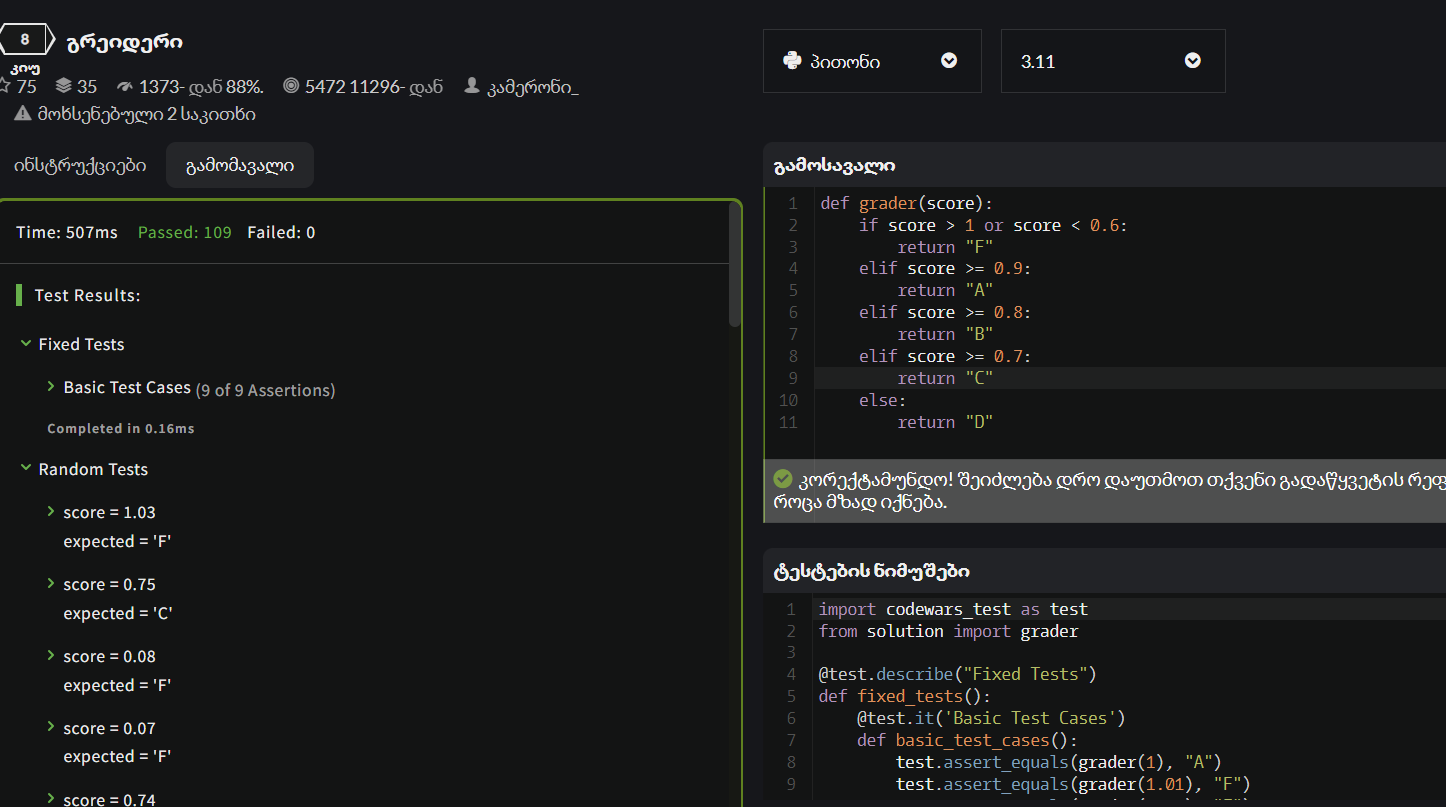 8
გრეიდერი
კიუ
75 35 1373- დან 88%. 5472 11296- დან კამერონი_
მოხსენებული 2 საკითხი
ინსტრუქციები გამომავალი
Time: 507ms Passed: 109 Failed: 0
Test Results:
Fixed Tests
Basic Test Cases (9 of 9 Assertions)
Completed in 0.16ms
Random Tests
score = 1.03
expected = 'F'
score = 0.75
expected = 'C'
score = 0.08
expected = 'F'
score = 0.07
expected = 'F'
score = 0.74
პითონი 3.11
გამოსავალი
1 def grader(score):
2 if score > 1 or score < 0.6:
3 return "F"
4 elif score >= 0.9:
5 return "A"
6 elif score >= 0.8:
7 return "B"
8 elif score >= 0.7:
9 return "C"
10 else:
11 return "D"
კორექტამუნდო! შეიძლება დრო დაუთმოთ თქვენი გადაწყვეტის რეფ
როცა მზად იქნება.
ტესტების ნიმუშები
1 import codewars_test as test
2 from solution import grader
3
4 @test.describe("Fixed Tests")
5 def fixed_tests():
6 @test.it('Basic Test Cases')
7 def basic_test_cases():
8 test.assert_equals(grader(1), "A")
9 test.assert_equals(grader(1.01), "F")